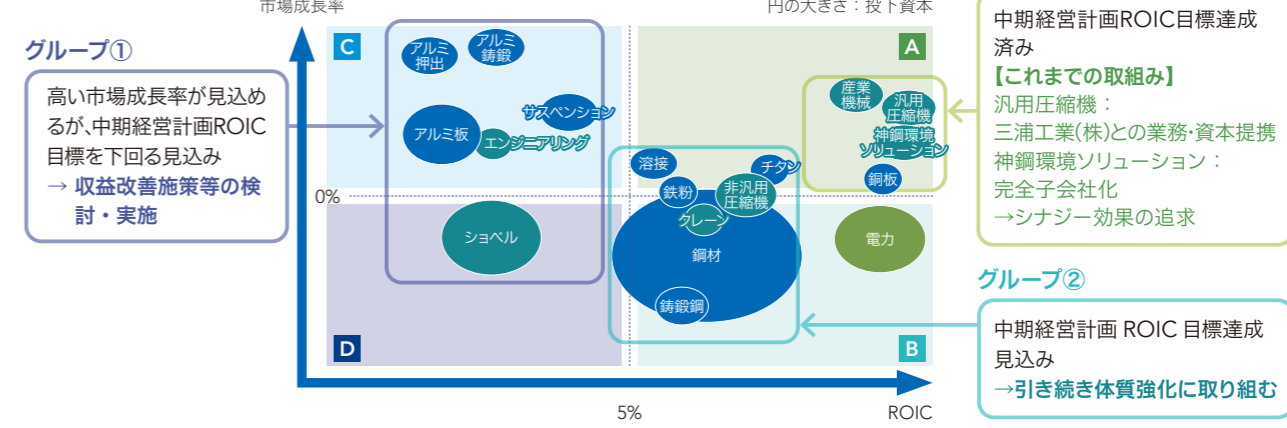 市場成長率
円の大きさ：投下資本
グループ①
高い市場成長率が見込め
るが、中期経営計画ROIC
目標を下回る見込み
→ 収益改善施策等の検
討・実施
C
アルミ
押出
アルミ
鋳鍛
アルミ板
エンジニアリング
サスペンション
A
産業
機械
汎用
圧縮機
神鋼環境
ソリューション
銅板
溶接
チタン
鉄粉
非汎用
圧縮機
クレーン
0%
ショベル
鋼材
電力
鋳鍛鋼
D
B
5%
ROIC
中期経営計画ROIC目標達成
済み
【これまでの取組み】
汎用圧縮機：
三浦工業(株)との業務・資本提携
神鋼環境ソリューション：
完全子会社化
→シナジー効果の追求
グループ②
中期経営計画 ROIC 目標達成
見込み
→引き続き体質強化に取り組む